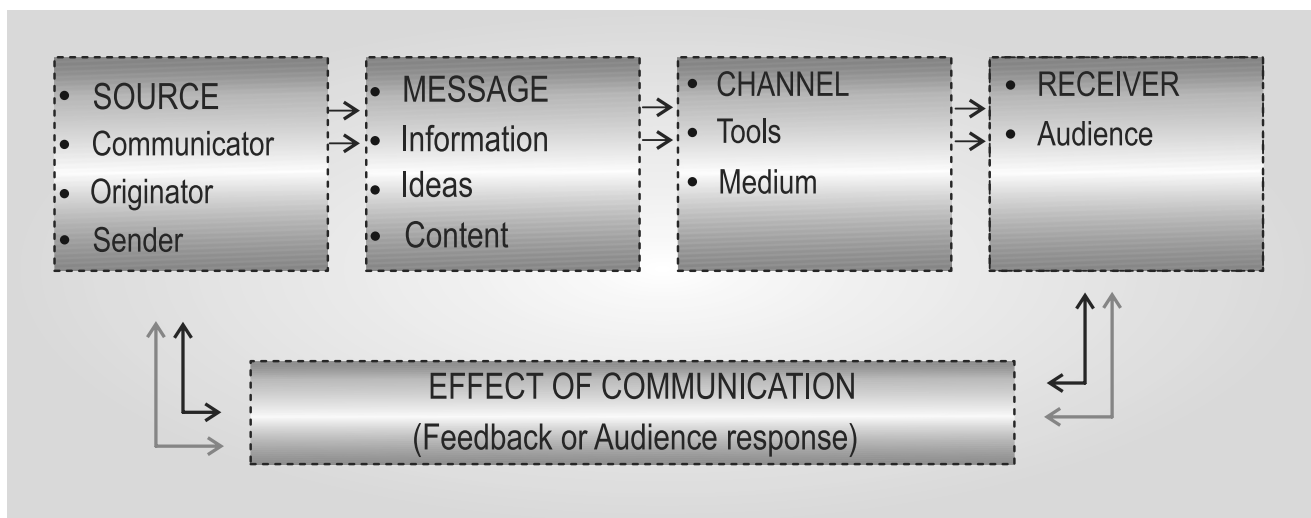 • SOURCE
• Communicator
• Originator
• Sender
• MESSAGE
• Information
• Ideas
• Content
• CHANNEL
• Tools
• Medium
• RECEIVER
• Audience
EFFECT OF COMMUNICATION
(Feedback or Audience response)